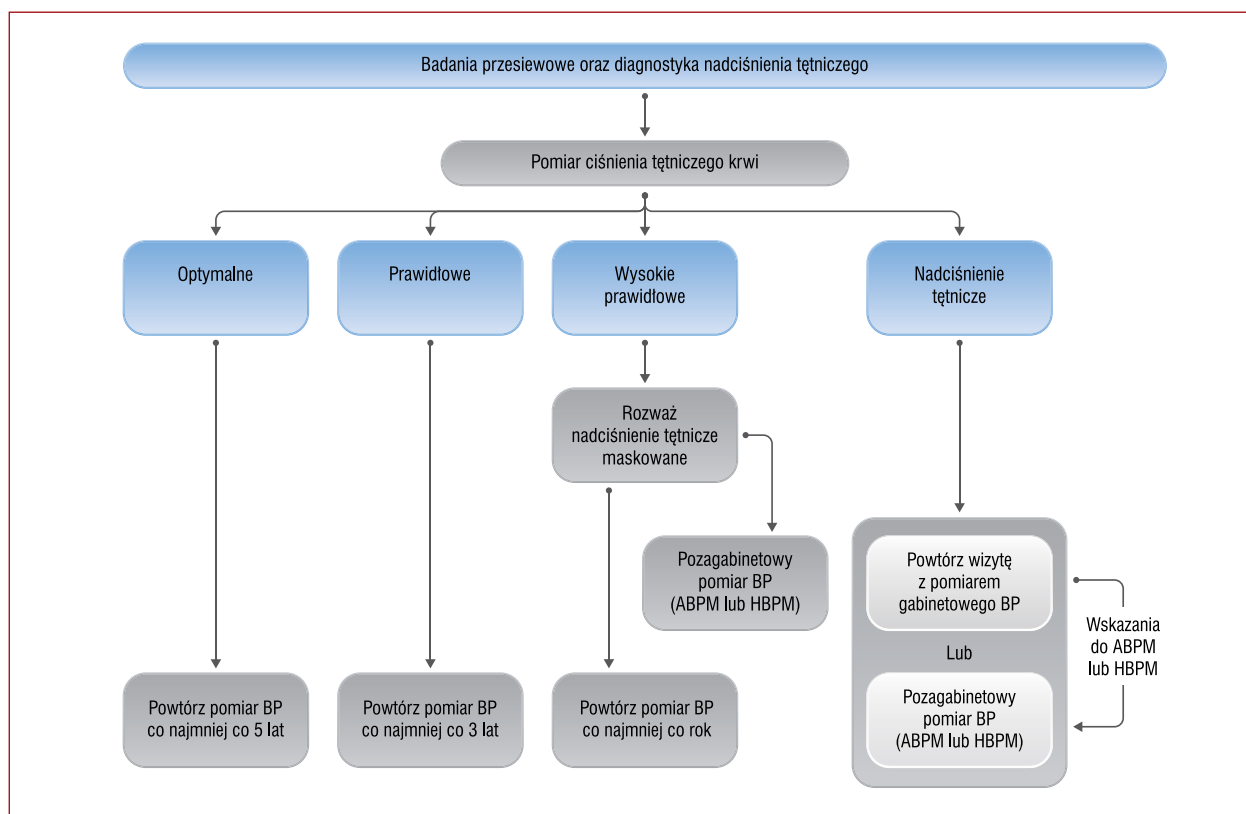 Badania przesiewowe oraz diagnostyka nadciśnienia tętniczego
Pomiar ciśnienia tętniczego krwi
Optymalne
Prawidłowe
Wysokie
prawidłowe
Nadciśnienie
tętnicze
Rozważ
nadciśnienie tętnicze
maskowane
Pozagabinetowy
pomiar BP
(ABPM lub HBPM)
Powtórz wizytę
z pomiarem
gabinetowego BP
Wskazania
do ABPM
lub HBPM
Lub
Pozagabinetowy
pomiar BP
(ABPM lub HBPM)
Powtórz pomiar BP
co najmniej co 5 lat
Powtórz pomiar BP
co najmniej co 3 lat
Powtórz pomiar BP
co najmniej co rok